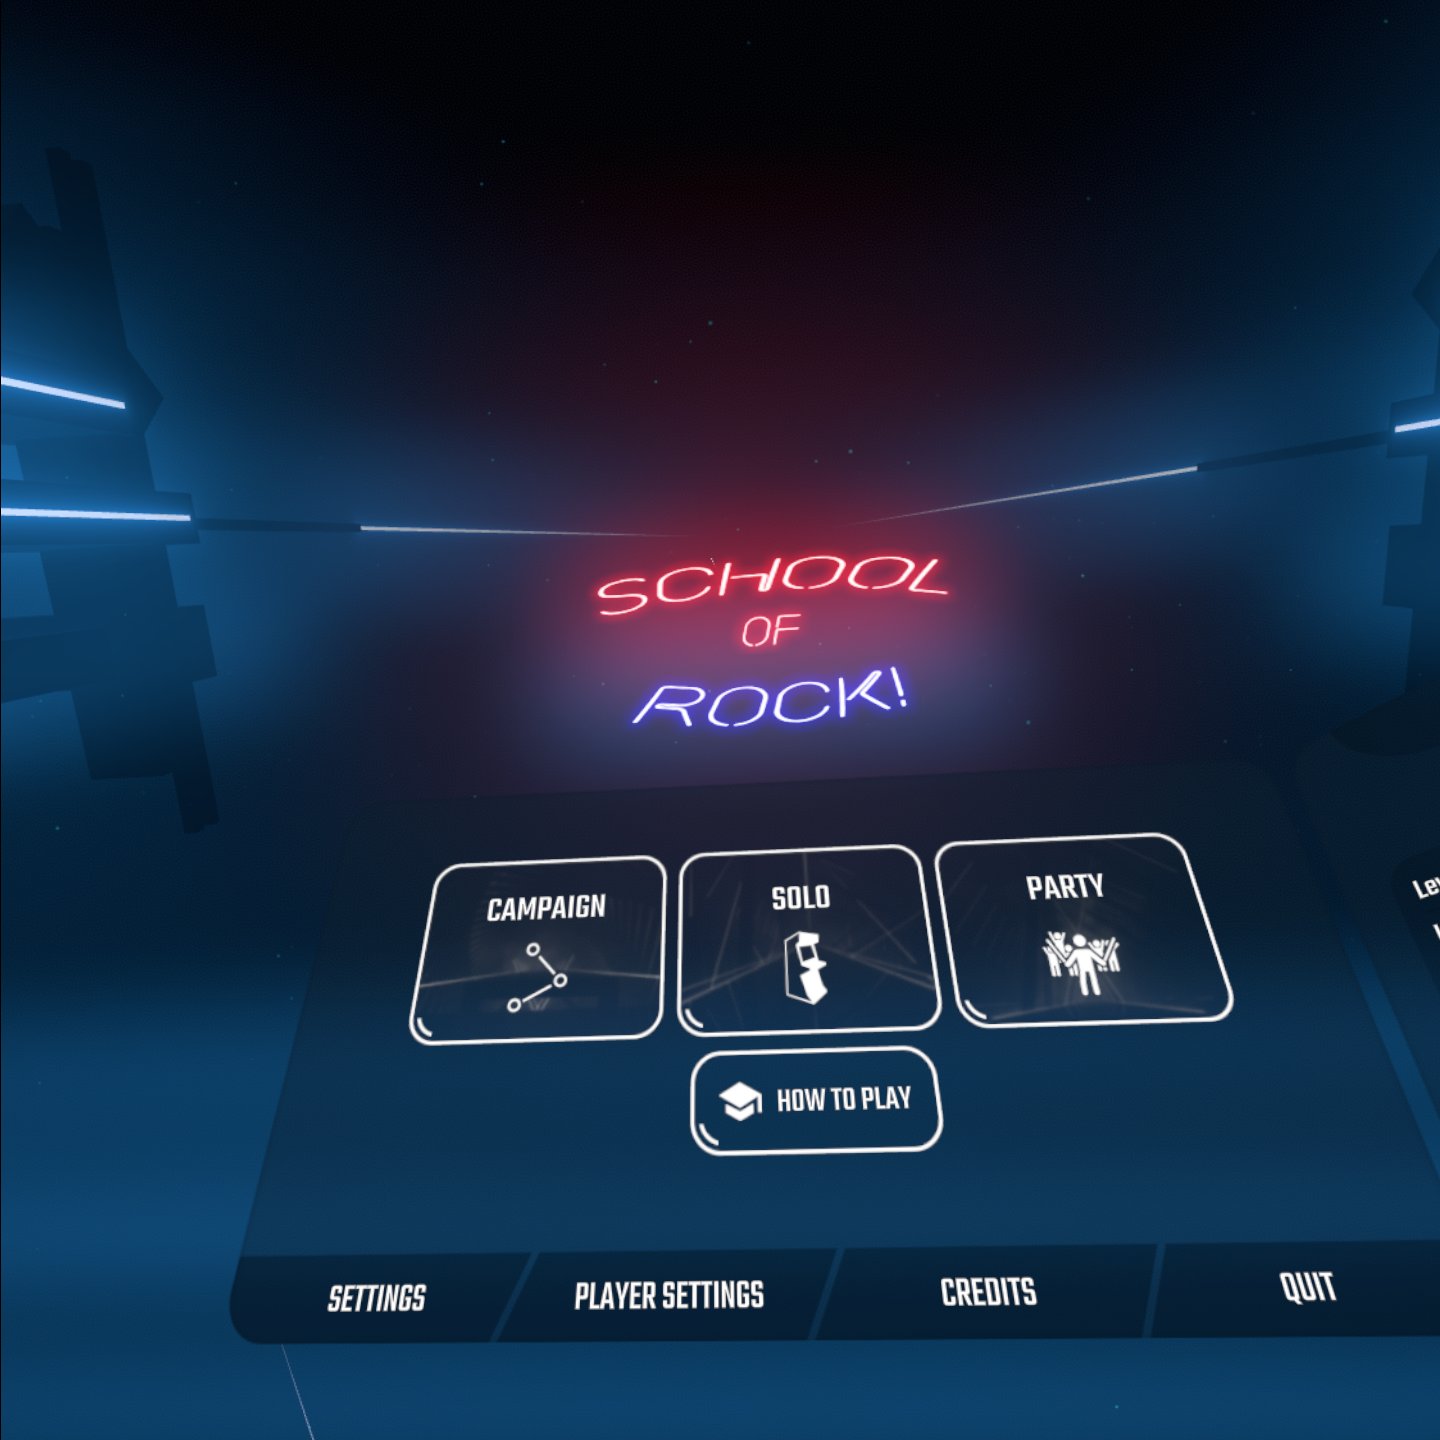 SCHOOL
OF
ROCK!
CAMPAIGN
SOLO
PARTY
HOW TO PLAY
SETTINGS
PLAYER SETTINGS
CREDITS
QUIT